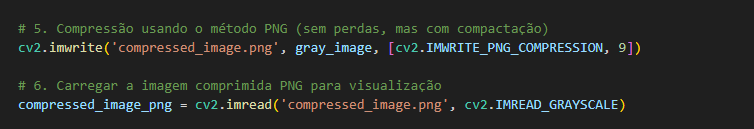 # 5. Compressão usando o método PNG (sem perdas, mas com compactação)
cv2.imwrite('compressed_image.png', gray_image, [cv2.IMWRITE_PNG_COMPRESSION, 9])
# 6. Carregar a imagem comprimida PNG para visualização
compressed_image_png = cv2.imread('compressed_image.png', cv2.IMREAD_GRAYSCALE)